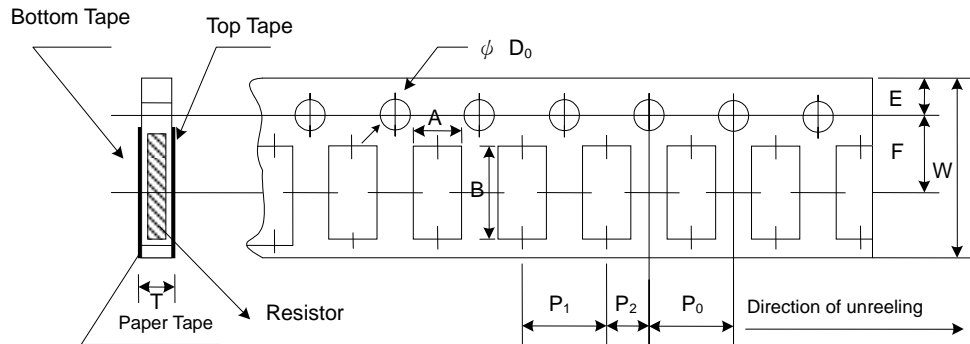 Bottom Tape
Top Tape
ψ D₀
E
A
F
W
B
T
Paper Tape
Resistor
P₁
P₂
P₀
Direction of unreeling